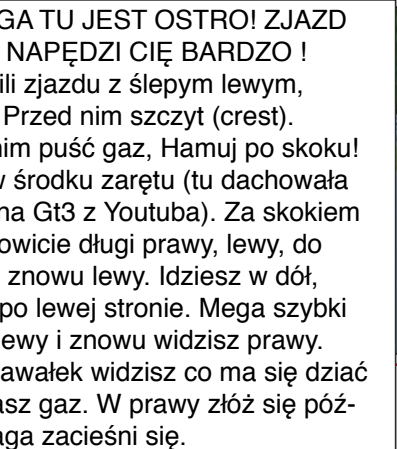 GA TU JEST OSTRO! ZJAZD
NAPĘDZI CIĘ BARDZO !
ili zjazdu z ślepym lewym,
Przed nim szczyt (crest).
nim puść gaz, Hamuj po skoku!
w środku zarętu (tu dachowała
na Gt3 z Youtuba). Za skokiem
owicie długi prawy, lewy, do
znowu lewy. Idziesz w dół,
po lewej stronie. Mega szybki
lewy i znowu widzisz prawy.
awałek widzisz co ma się dziać
asz gaz. W prawy złóż się póź-
aga zacieśni się.